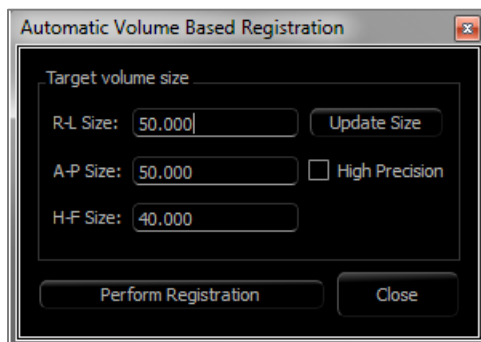 Automatic Volume Based Registration
Target volume size
R-L Size: 50.000 Update Size
A-P Size: 50.000 High Precision
H-F Size: 40.000
Perform Registration Close